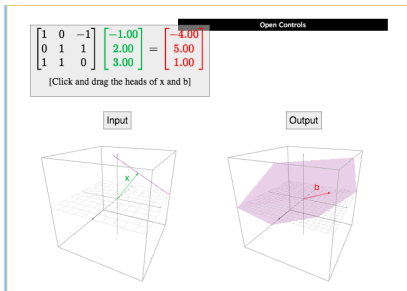 Open Controls
[1 0 -1] [-1.00] [-4.00]
[0 1 1] [2.00] = [5.00]
[1 1 0] [3.00] [1.00]
[Click and drag the heads of x and b]
Input Output
x b